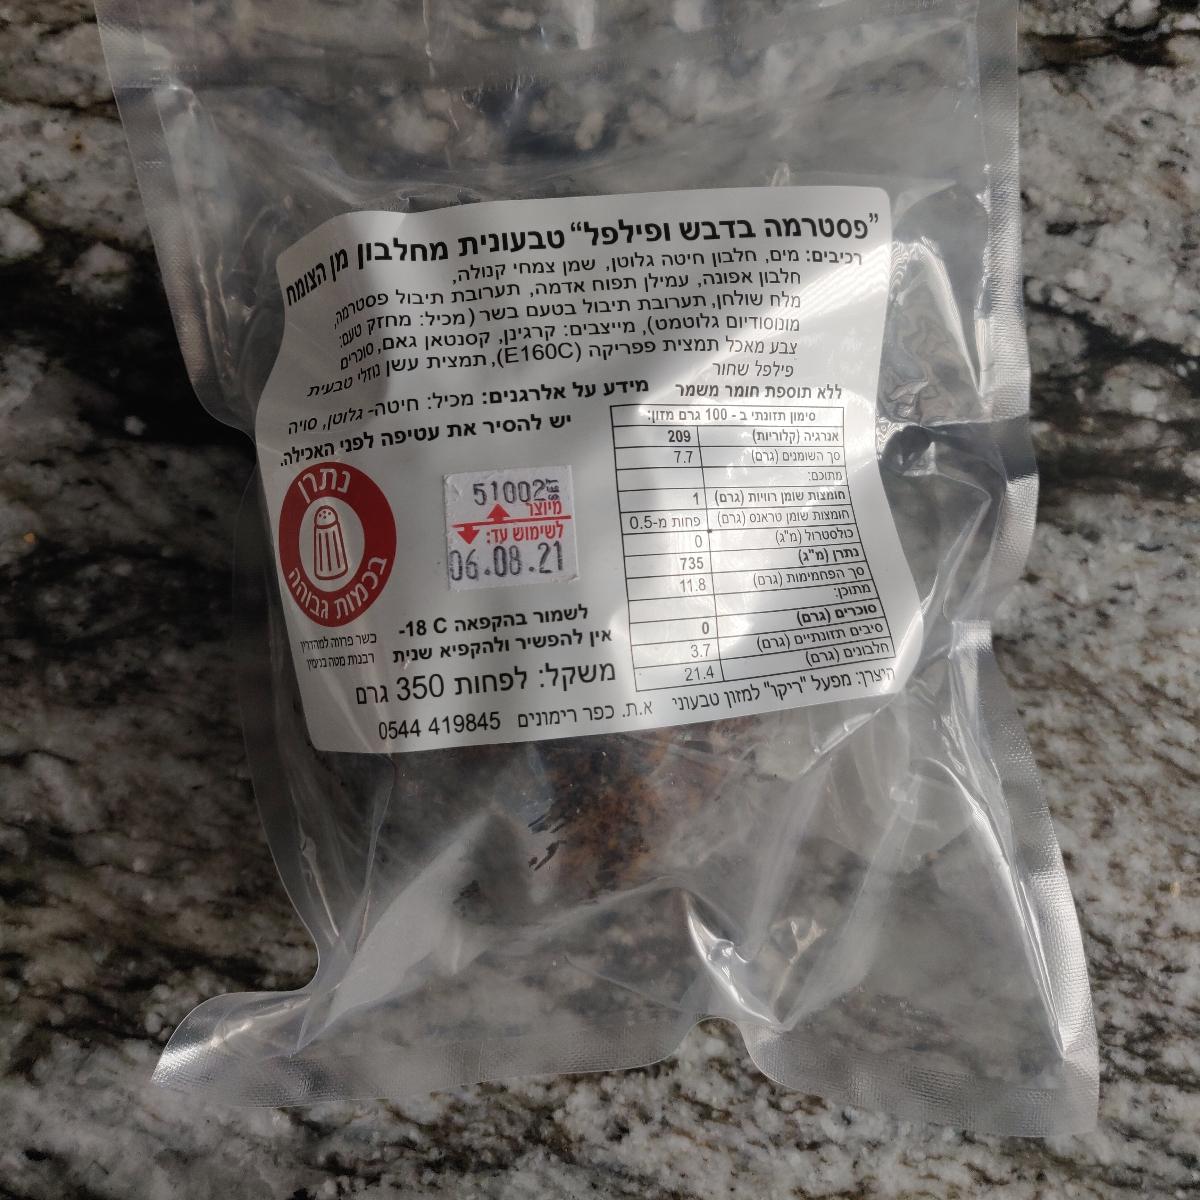 "פסטרמה בדבש ופילפל" טבעונית מחלבון מן הצומח
רכיבים: מים, חלבון חיטה גלוטן, שמן צמחי קנולה,
חלבון אפונה, עמילן תפוח אדמה, תערובת תיבול פסטרמה,
מלח שולחן, תערובת תיבול בטעם בשר (מכיל: מחזק טעם:
מונוסודיום גלוטמט), מייצבים: קרגינן, קסנטאן גאם, סוכרים
צבע מאכל תמצית פפריקה (E160C), תמצית עשן נוזלי טבעית
פילפל שחור
ללא תוספת חומר משמר
מידע על אלרגנים: מכיל: חיטה- גלוטן, סויה
יש להסיר את עטיפה לפני האכילה.
סימון תזונתי ב - 100 גרם מזון:
אנרגיה (קלוריות) 209
סך השומנים (גרם) 7.7
מתוכם:
חומצות שומן רוויות (גרם) 1
חומצות שומן טראנס (גרם) פחות מ-0.5
כולסטרול (מ"ג) 0
נתרן (מ"ג) 735
סך הפחמימות (גרם) 11.8
מתוכן:
סוכרים (גרם) 0
סיבים תזונתיים (גרם) 3.7
חלבונים (גרם) 21.4
51002
מיוצר
לשימוש עד:
06.08.21
נתרן
בכמות גבוהה
לשמור בהקפאה 18 C-
אין להפשיר ולהקפיא שנית
כשר פרווה למהדרין
רבנות מטה בנימין
משקל: לפחות 350 גרם
היצרן: מפעל "ריקר" למזון טבעוני א.ת. כפר רימונים 0544 419845